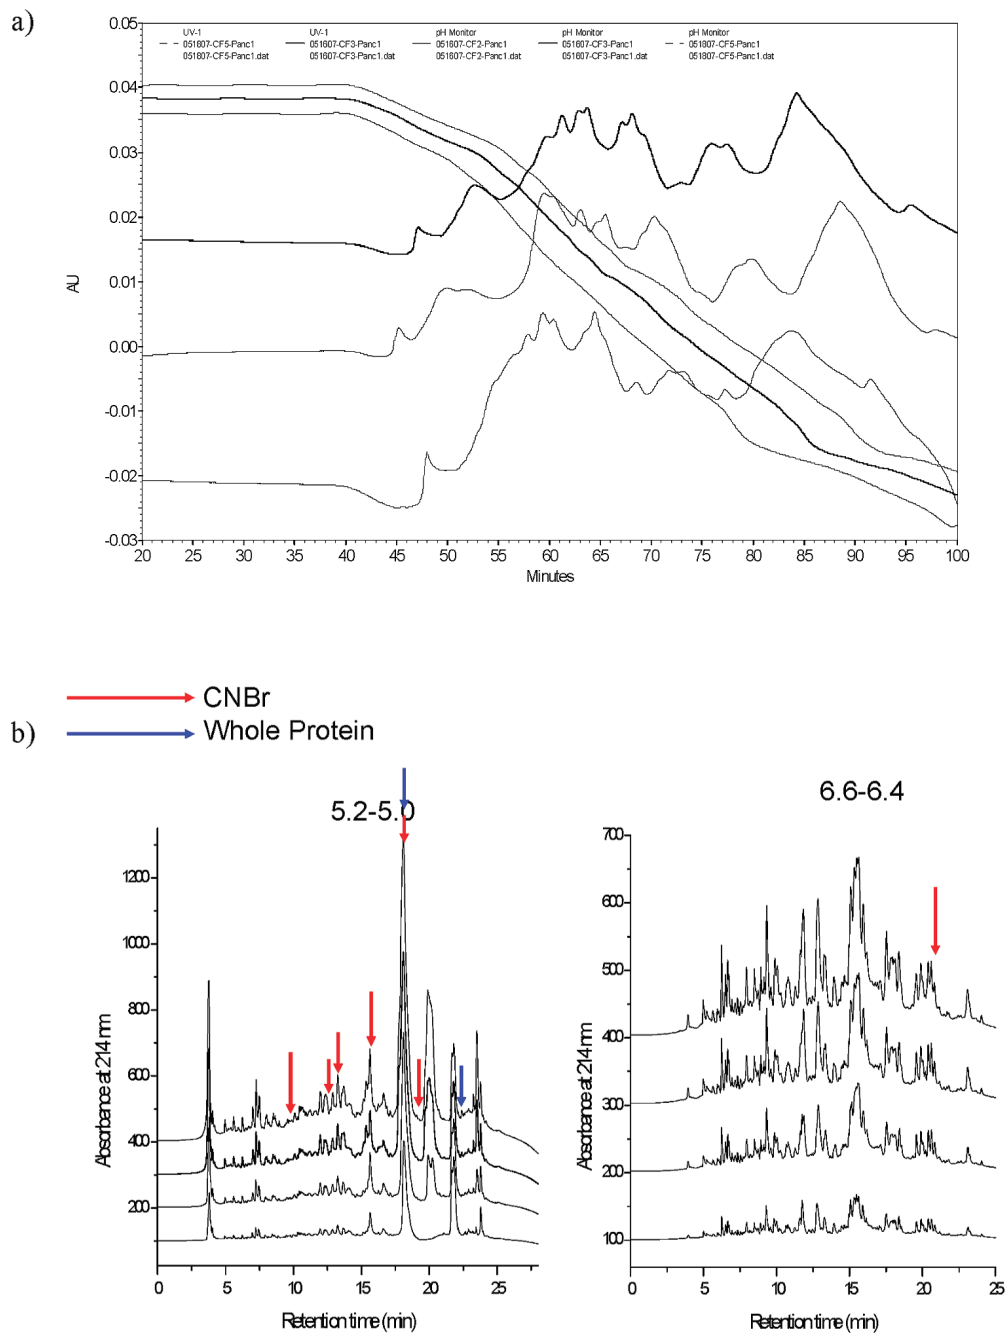 a)
0.05
0.04
0.03
0.02
0.01
0.00
-0.01
-0.02
-0.03
AU
UV-1 UV-1 pH Monitor pH Monitor pH Monitor
051807-CF5-Panc1 051607-CF3-Panc1 051607-CF2-Panc1 051607-CF3-Panc1 051807-CF5-Panc1
051807-CF5-Panc1.dat 051607-CF3-Panc1.dat 051607-CF2-Panc1.dat 051607-CF3-Panc1.dat 051807-CF5-Panc1.dat
20 25 30 35 40 45 50 55 60 65 70 75 80 85 90 95 100
Minutes
CNBr
b)
Whole Protein
5.2-5.0
1200
1000
800
600
400
200
Absorbence at 214 nm
0 5 10 15 20 25
Retention time (min)
6.6-6.4
700
600
500
400
300
200
100
Absorbance at 214 nm
0 5 10 15 20 25
Retention time (min)